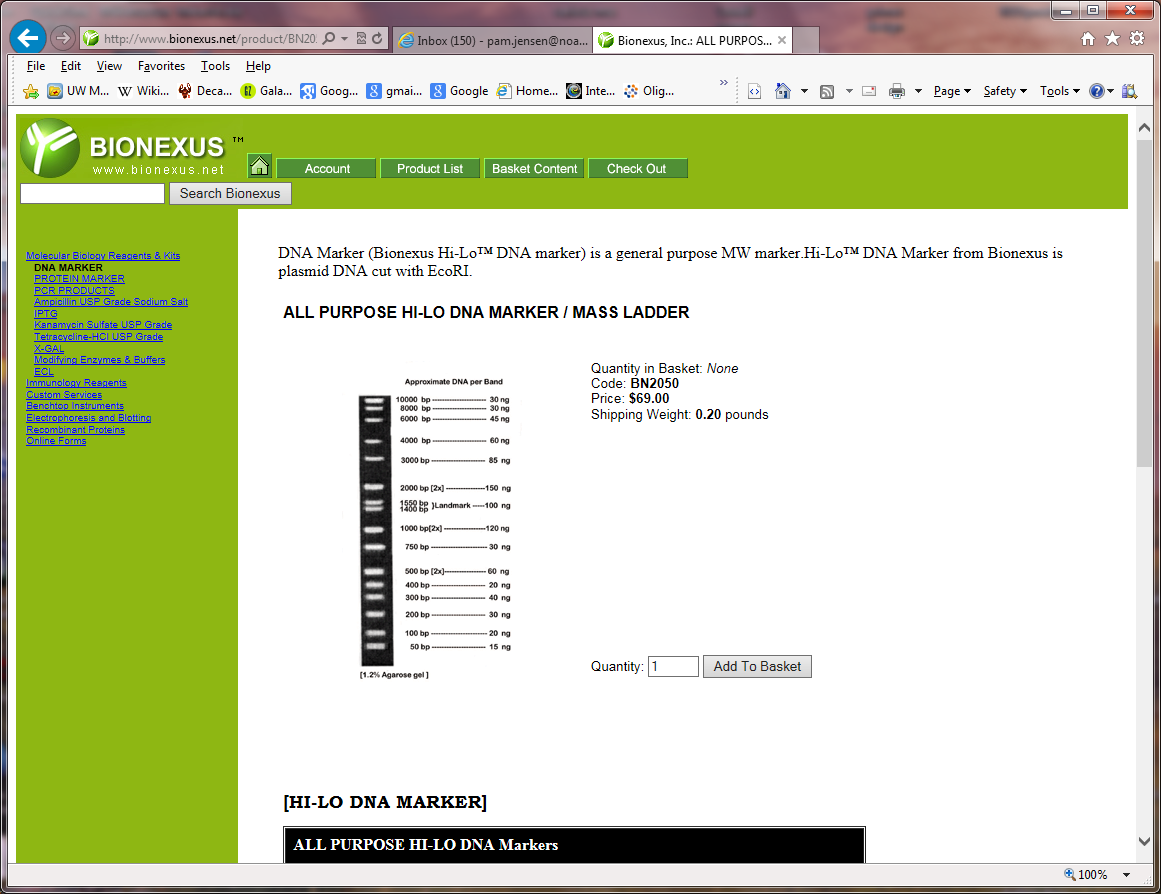 http://www.bionexus.net/product/BN20
Inbox (150) - pam.jensen@noa...
Bionexus, Inc.: ALL PURPOS...
File Edit View Favorites Tools Help
UW M... Wiki... Deca... Gala... Goog... gmai... Google Home... Inte... Olig... » Page Safety Tools
BIONEXUS ™
www.bionexus.net
Account Product List Basket Content Check Out
Search Bionexus
Molecular Biology Reagents & Kits
DNA MARKER
PROTEIN MARKER
PCR PRODUCTS
Ampicillin USP Grade Sodium Salt
IPTG
Kanamycin Sulfate USP Grade
Tetracycline-HCl USP Grade
X-GAL
Modifying Enzymes & Buffers
ECL
Immunology Reagents
Custom Services
Benchtop Instruments
Electrophoresis and Blotting
Recombinant Proteins
Online Forms
DNA Marker (Bionexus Hi-Lo™ DNA marker) is a general purpose MW marker.Hi-Lo™ DNA Marker from Bionexus is
plasmid DNA cut with EcoRI.
ALL PURPOSE HI-LO DNA MARKER / MASS LADDER
Approximate DNA per Band
10000 bp 30 ng
8000 bp 30 ng
6000 bp 45 ng
4000 bp 60 ng
3000 bp 85 ng
2000 bp [2x] 150 ng
1550 bp
1400 bp }Landmark 100 ng
1000 bp[2x] 120 ng
750 bp 30 ng
500 bp [2x] 60 ng
400 bp 20 ng
300 bp 40 ng
200 bp 30 ng
100 bp 20 ng
50 bp 15 ng
[1.2% Agarose gel ]
Quantity in Basket: None
Code: BN2050
Price: $69.00
Shipping Weight: 0.20 pounds
Quantity: 1 Add To Basket
[HI-LO DNA MARKER]
ALL PURPOSE HI-LO DNA Markers
100%